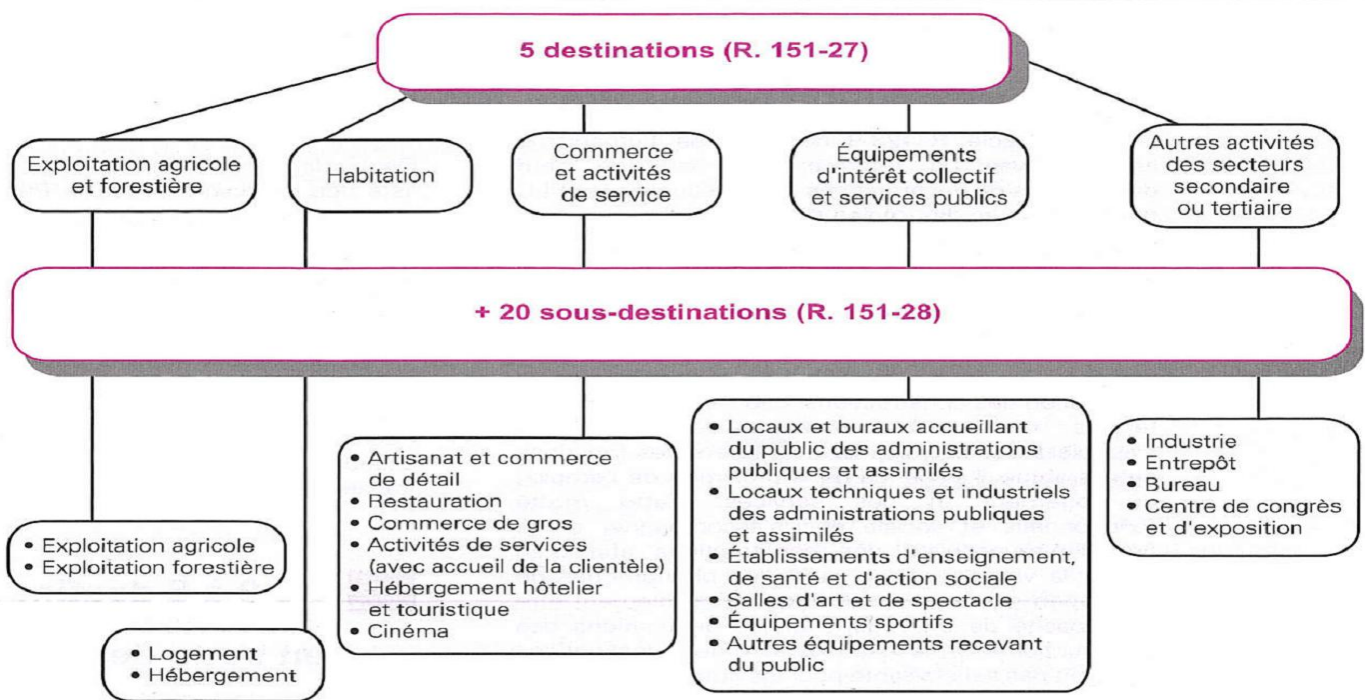 5 destinations (R. 151-27)
Exploitation agricole
et forestière
Habitation
Commerce
et activités
de service
Équipements
d'intérêt collectif
et services publics
Autres activités
des secteurs
secondaire
ou tertiaire
+ 20 sous-destinations (R. 151-28)
• Exploitation agricole
• Exploitation forestière
• Logement
• Hébergement
• Artisanat et commerce
de détail
• Restauration
• Commerce de gros
• Activités de services
(avec accueil de la clientèle)
• Hébergement hôtelier
et touristique
• Cinéma
• Locaux et buraux accueillant
du public des administrations
publiques et assimilés
• Locaux techniques et industriels
des administrations publiques
et assimilés
• Établissements d'enseignement,
de santé et d'action sociale
• Salles d'art et de spectacle
• Équipements sportifs
• Autres équipements recevant
du public
• Industrie
• Entrepôt
• Bureau
• Centre de congrès
et d'exposition